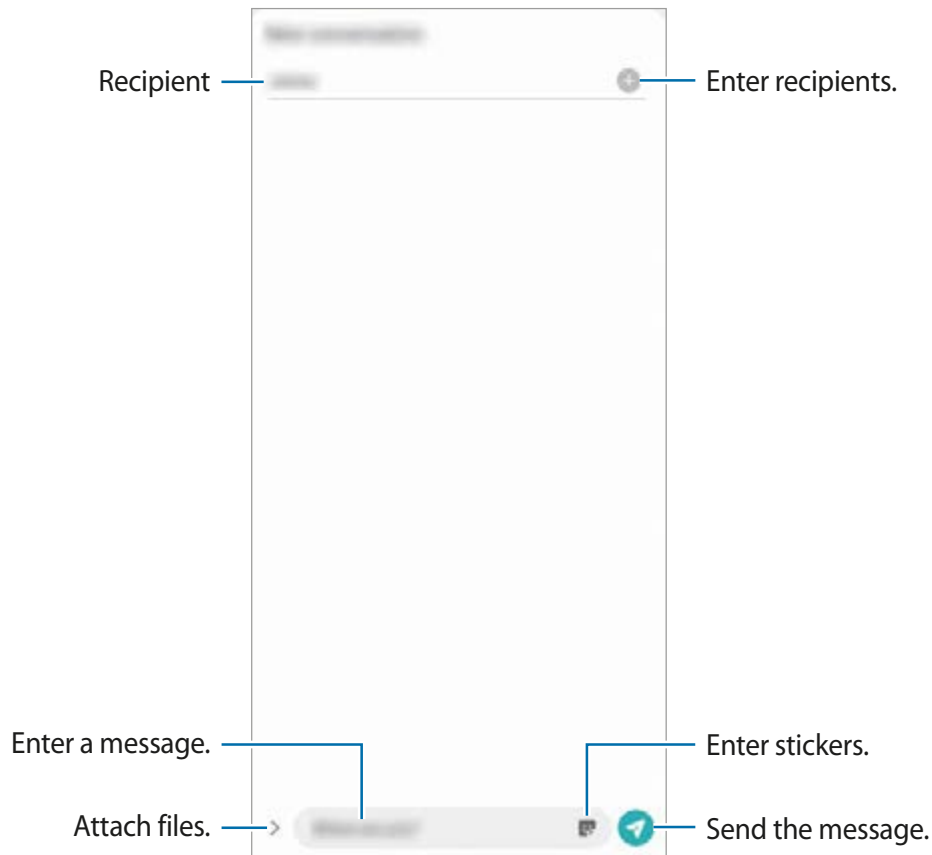 Recipient
Enter recipients.
Enter a message.
Enter stickers.
Attach files.
Send the message.